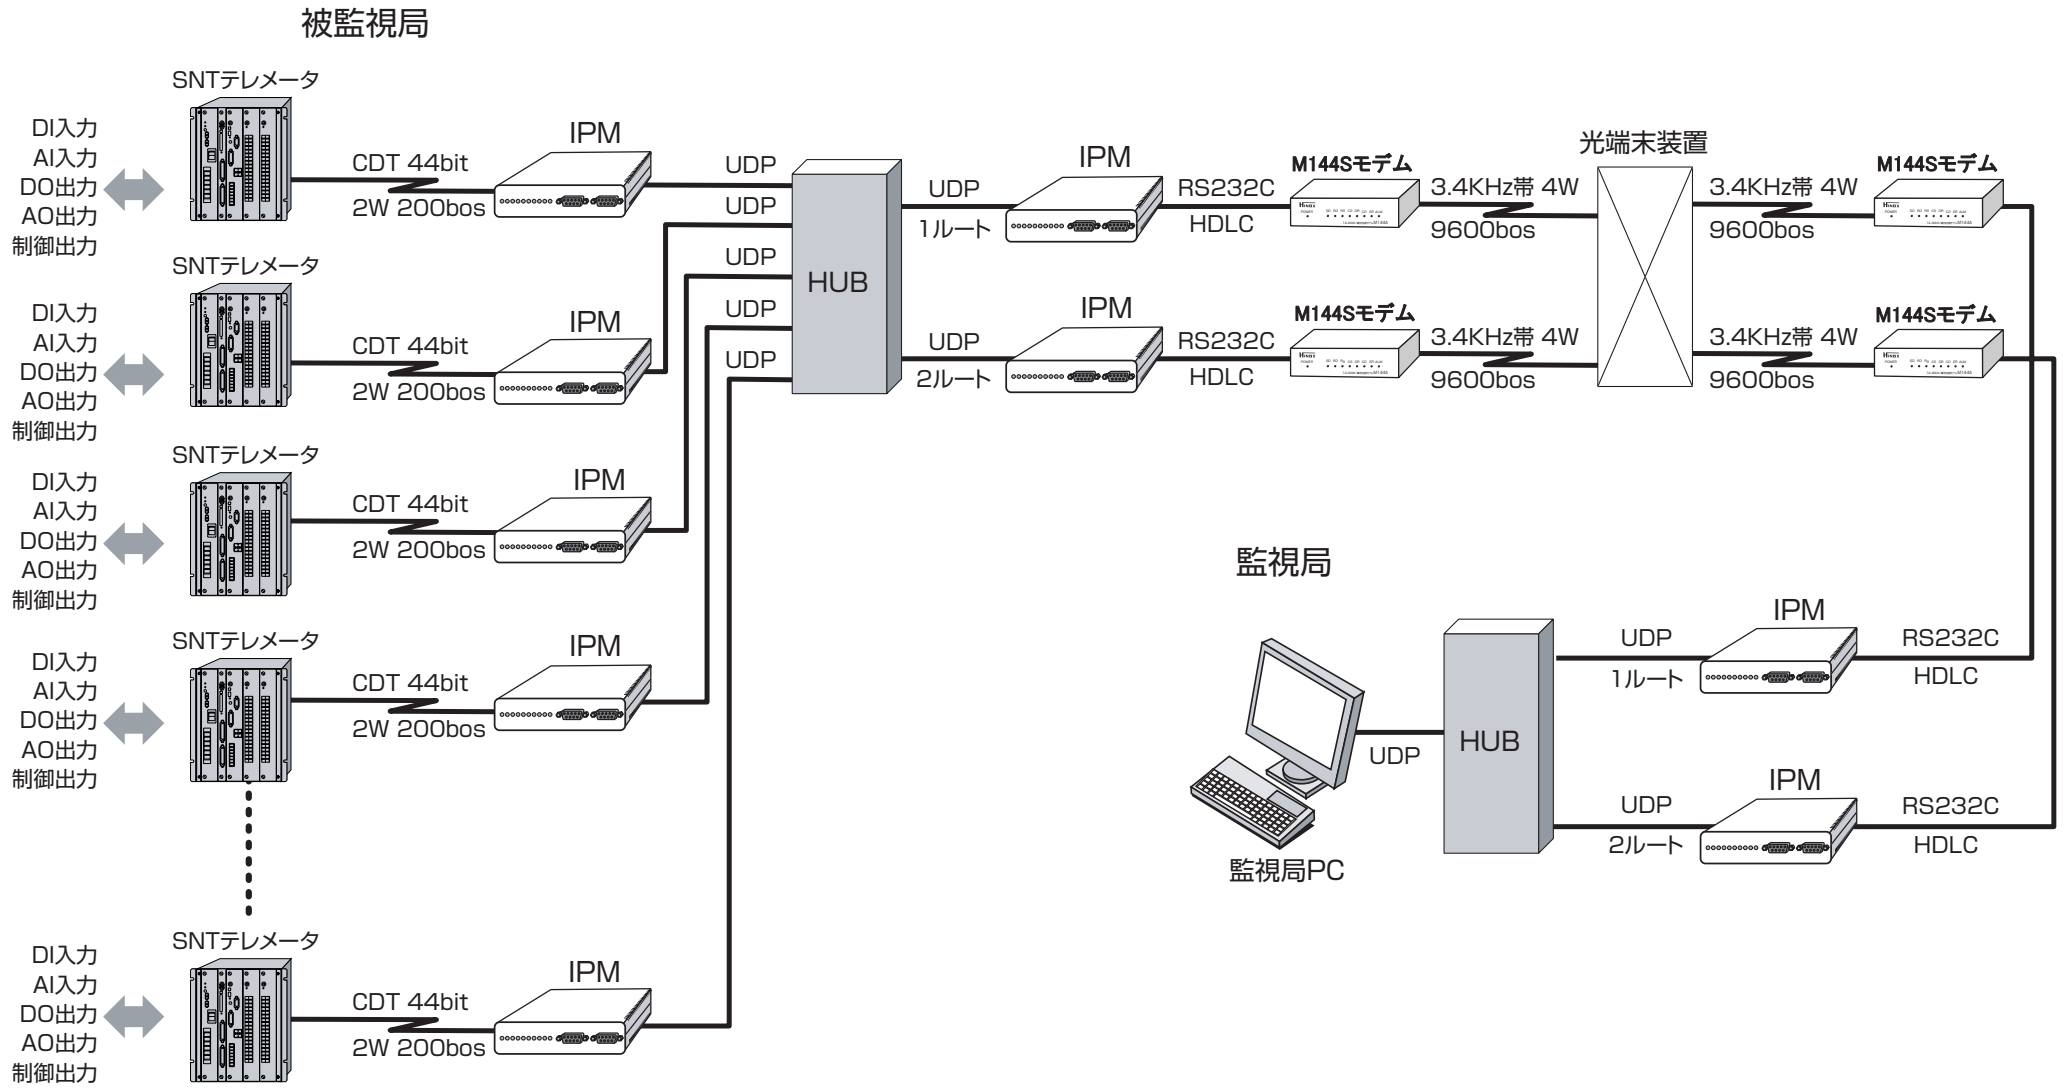 被監視局
SNTテレメータ
DI入力
AI入力
DO出力
AO出力
制御出力
CDT 44bit
2W 200bos
IPM
UDP
SNTテレメータ
DI入力
AI入力
DO出力
AO出力
制御出力
CDT 44bit
2W 200bos
IPM
UDP
SNTテレメータ
DI入力
AI入力
DO出力
AO出力
制御出力
CDT 44bit
2W 200bos
IPM
UDP
SNTテレメータ
DI入力
AI入力
DO出力
AO出力
制御出力
CDT 44bit
2W 200bos
IPM
UDP
SNTテレメータ
DI入力
AI入力
DO出力
AO出力
制御出力
CDT 44bit
2W 200bos
IPM
UDP
HUB
UDP
1ルート
IPM
RS232C
HDLC
M144Sモデム
HINOX
POWER
3.4KHz帯 4W
9600bos
光端末装置
3.4KHz帯 4W
9600bos
M144Sモデム
HINOX
POWER
UDP
2ルート
IPM
RS232C
HDLC
M144Sモデム
HINOX
POWER
3.4KHz帯 4W
9600bos
3.4KHz帯 4W
9600bos
M144Sモデム
HINOX
POWER
監視局
監視局PC
UDP
HUB
UDP
1ルート
IPM
RS232C
HDLC
UDP
2ルート
IPM
RS232C
HDLC